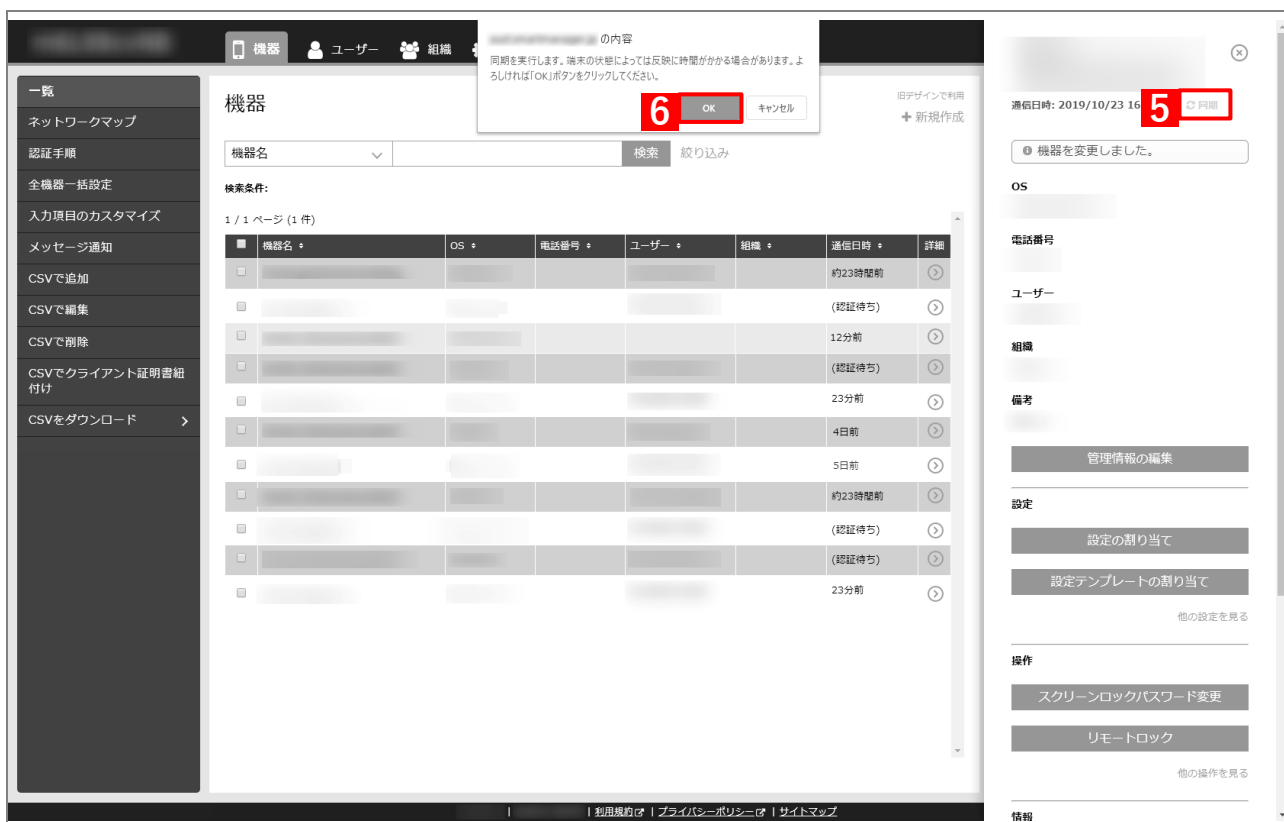 機器
ユーザー
組織
の内容
同期を実行します。端末の状態によっては反映に時間がかかる場合があります。よ
ろしければ「OK」ボタンをクリックしてください。
6
OK
キャンセル
一覧
ネットワークマップ
認証手順
全機器一括設定
入力項目のカスタマイズ
メッセージ通知
CSVで追加
CSVで編集
CSVで削除
CSVでクライアント証明書紐
付け
CSVをダウンロード
機器
旧デザインで利用
新規作成
機器名
検索
絞り込み
検索条件:
1 / 1 ページ (1 件)
機器名 OS 電話番号 ユーザー 組織 通信日時 詳細
約23時間前
(認証待ち)
12分前
(認証待ち)
23分前
4日前
5日前
約23時間前
(認証待ち)
(認証待ち)
23分前
通信日時: 2019/10/23 16
5
同期
機器を変更しました。
OS
電話番号
ユーザー
組織
備考
管理情報の編集
設定
設定の割り当て
設定テンプレートの割り当て
他の設定を見る
操作
スクリーンロックパスワード変更
リモートロック
他の操作を見る
情報
| | 利用規約 | プライバシーポリシー | サイトマップ